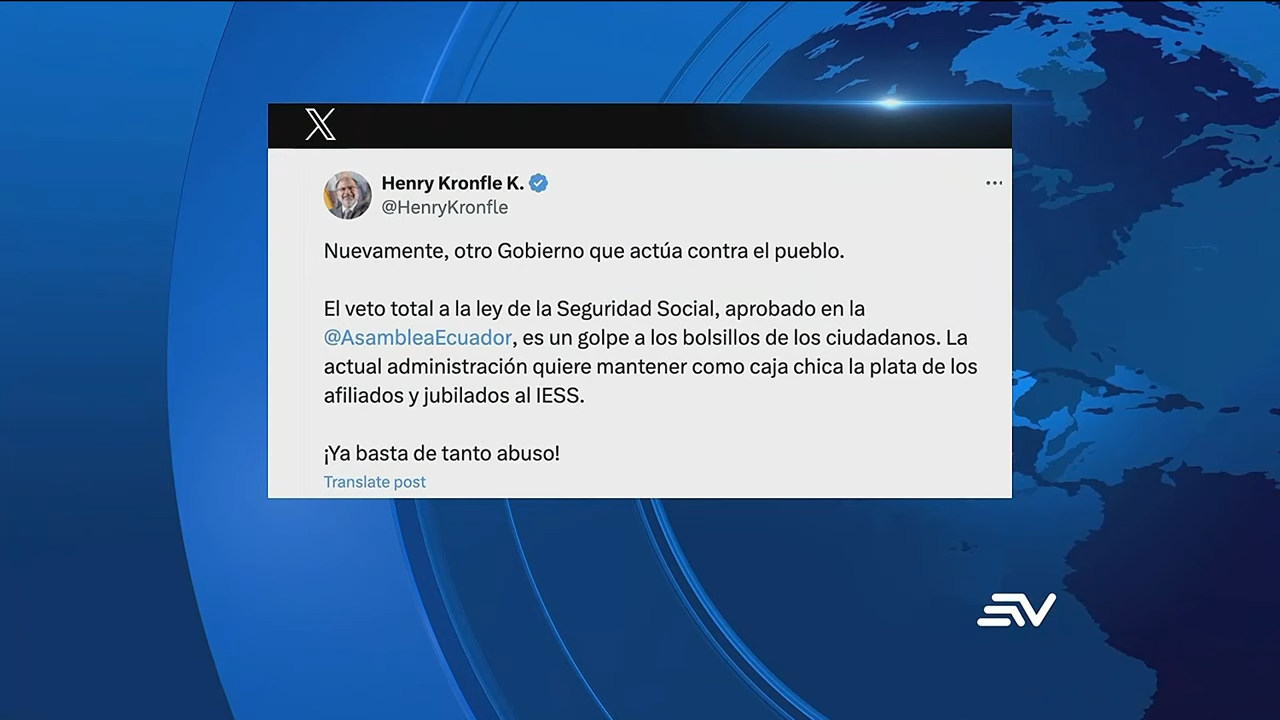 X
Henry Kronfle K.
@HenryKronfle
Nuevamente, otro Gobierno que actúa contra el pueblo.
El veto total a la ley de la Seguridad Social, aprobado en la
@AsambleaEcuador, es un golpe a los bolsillos de los ciudadanos. La
actual administración quiere mantener como caja chica la plata de los
afiliados y jubilados al IESS.
¡Ya basta de tanto abuso!
Translate post
EV